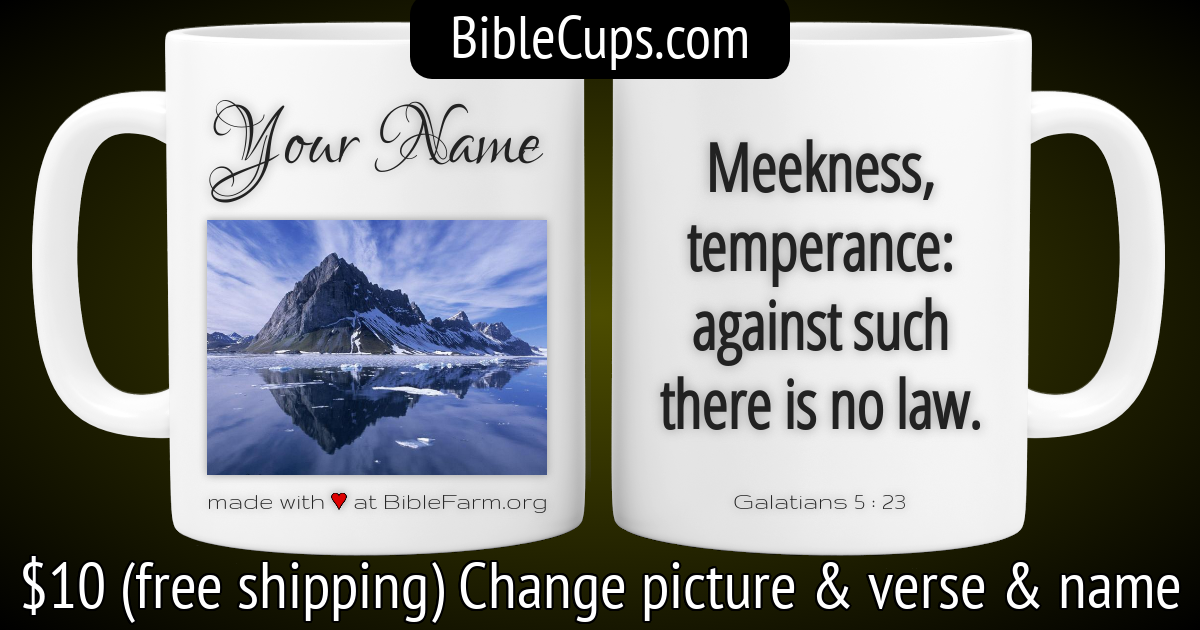 BibleCups.com
Your Name
made with ♥ at BibleFarm.org
Meekness,
temperance:
against such
there is no law.
Galatians 5 : 23
$10 (free shipping) Change picture & verse & name